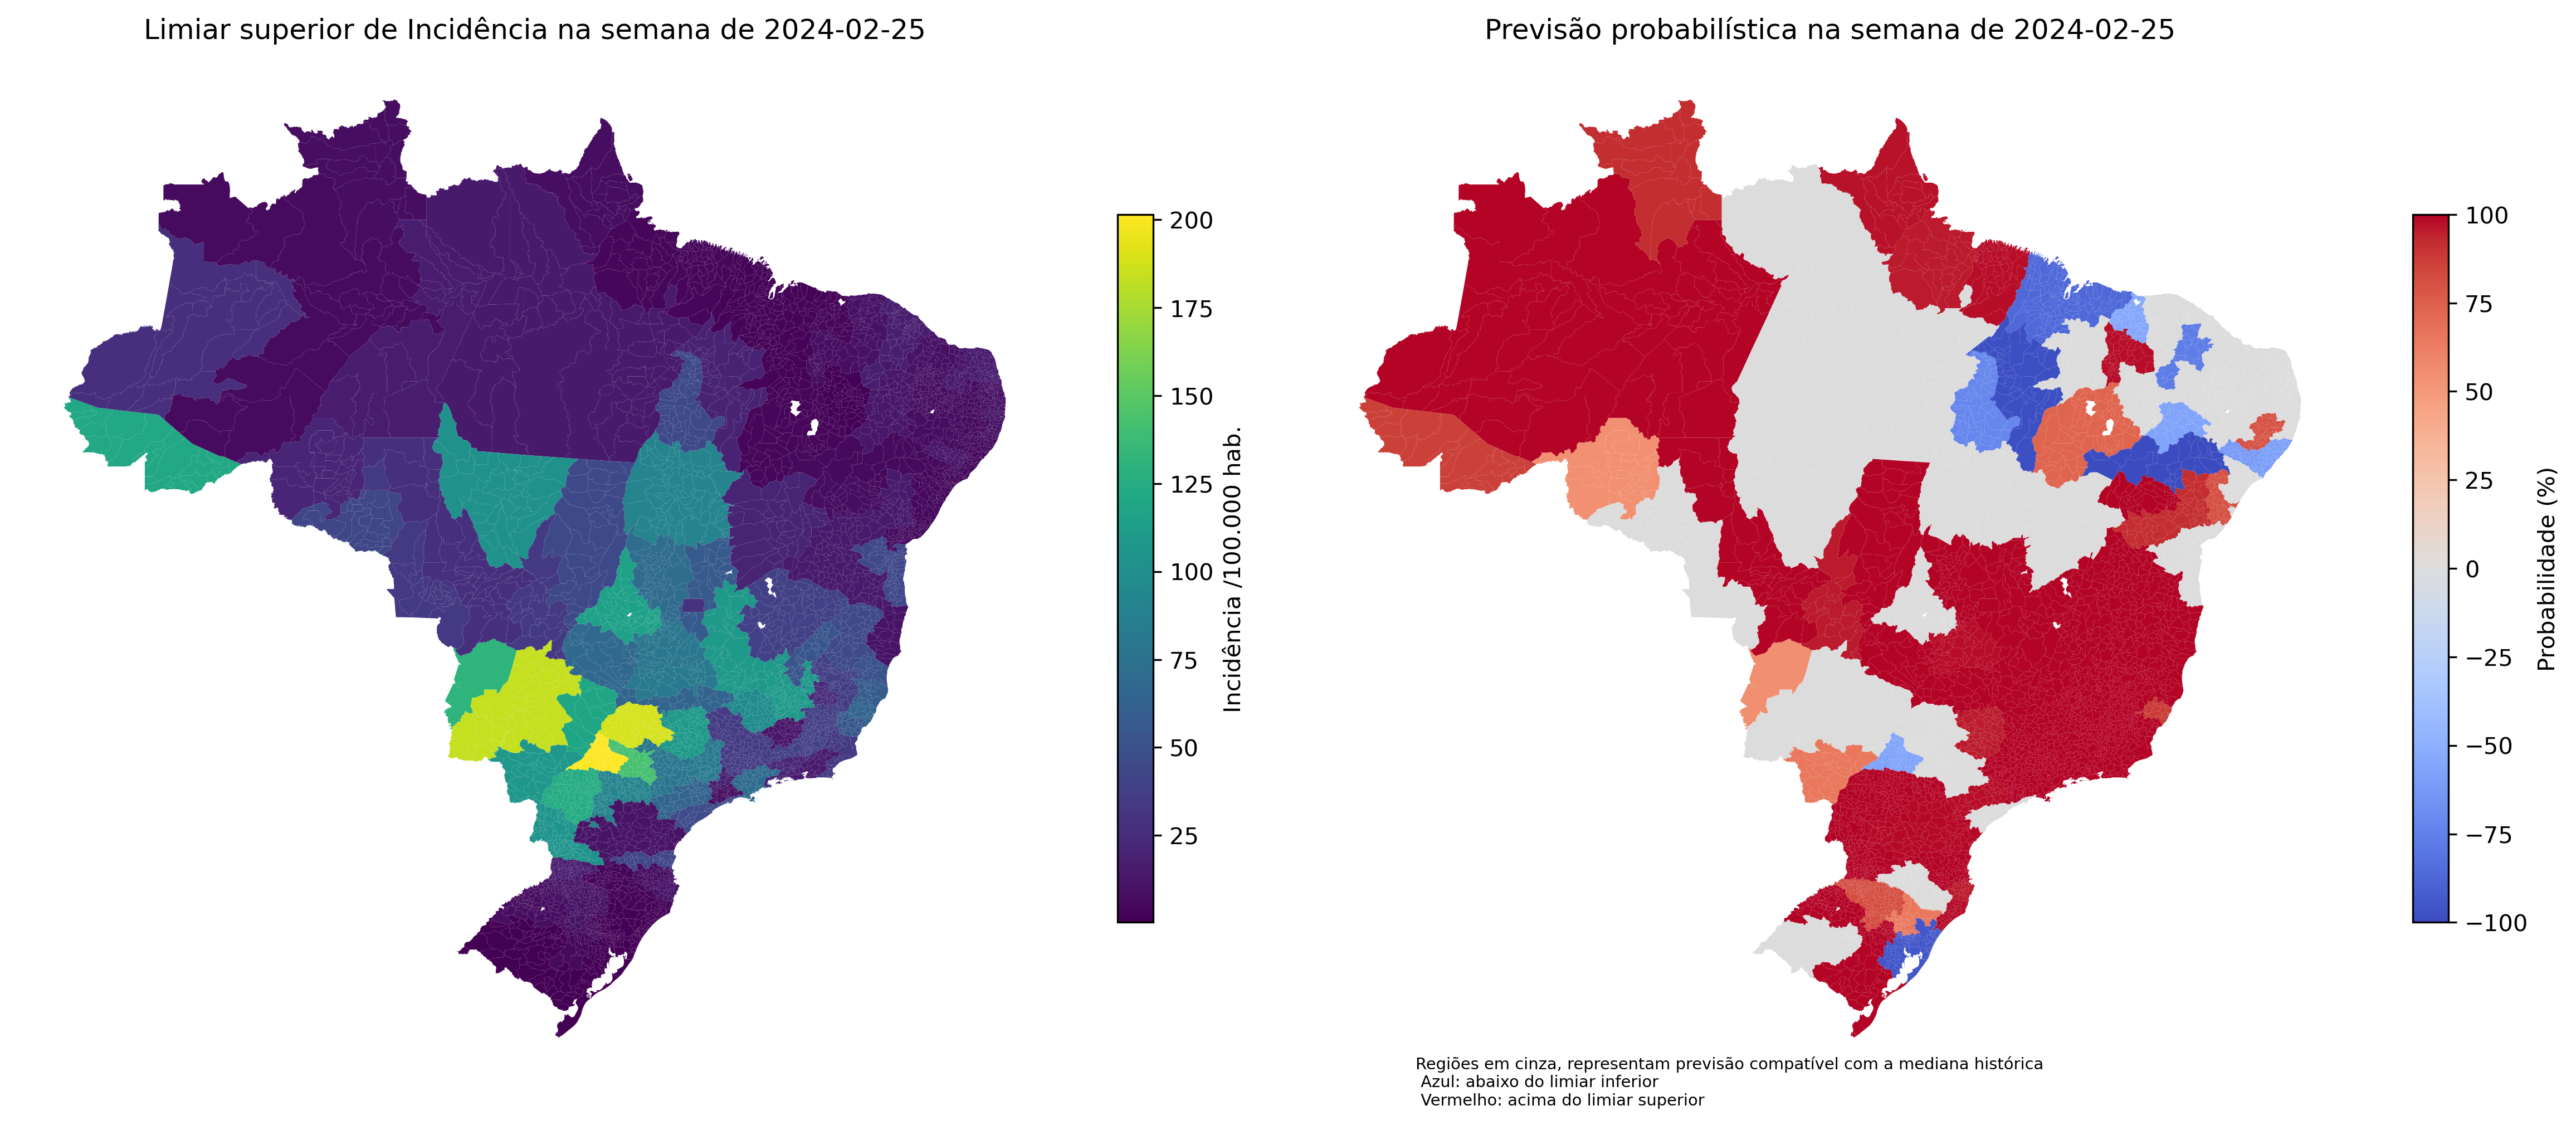 Limiar superior de Incidência na semana de 2024-02-25
200
175
150
125
100
75
50
25
Incidência /100.000 hab.
Previsão probabilística na semana de 2024-02-25
100
75
50
25
0
−25
−50
−75
−100
Probabilidade (%)
Regiões em cinza, representam previsão compatível com a mediana histórica
Azul: abaixo do limiar inferior
Vermelho: acima do limiar superior